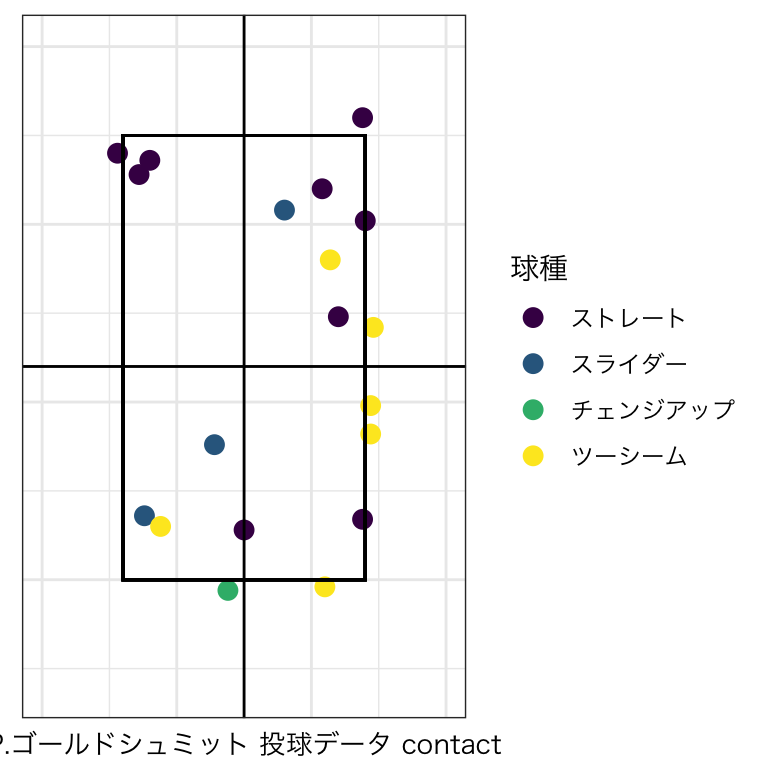 球種
ストレート
スライダー
チェンジアップ
ツーシーム
.ゴールドシュミット 投球データ contact